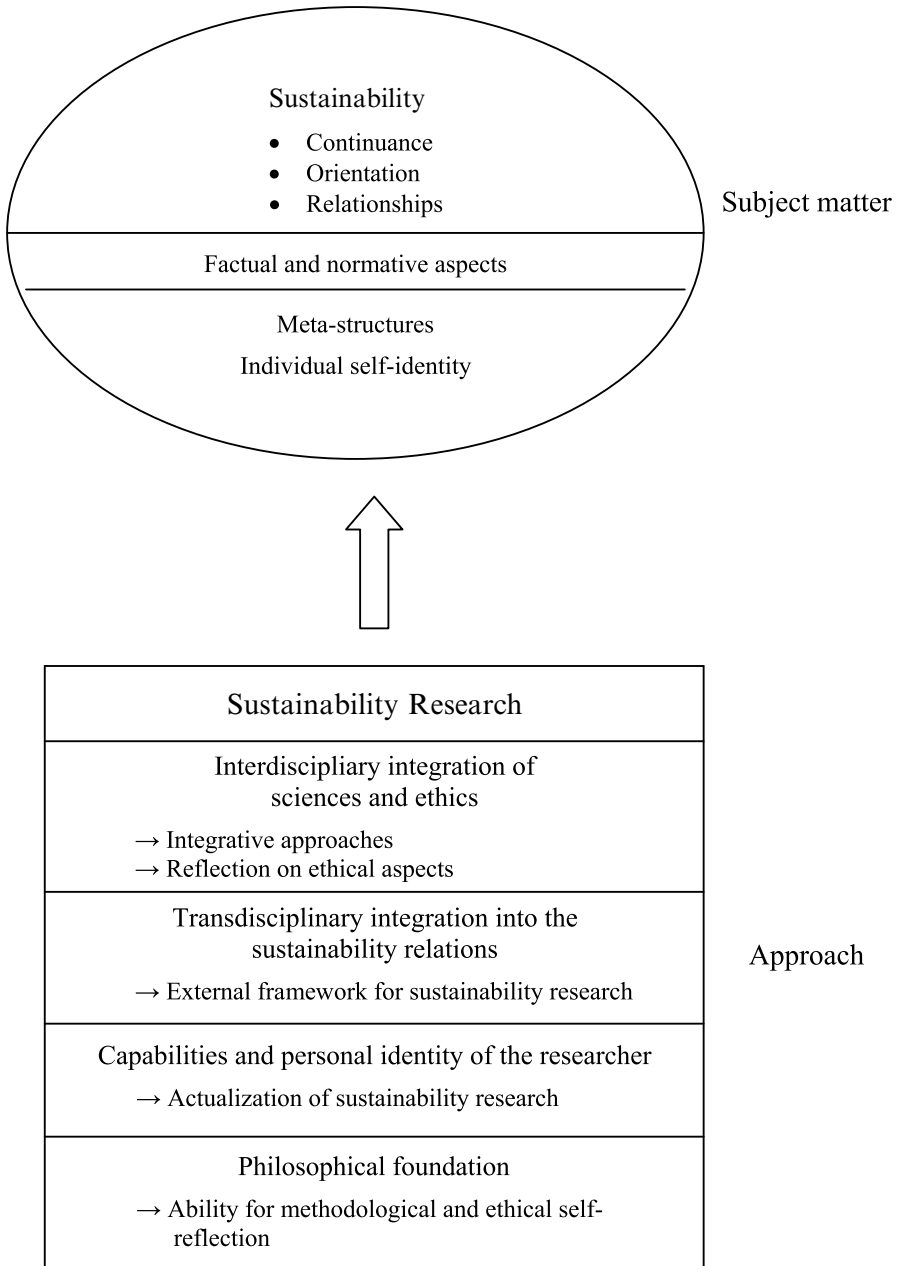 Sustainability
• Continuance
• Orientation
• Relationships
Subject matter
Factual and normative aspects
Meta-structures
Individual self-identity
Sustainability Research
Interdiscipliary integration of
sciences and ethics
→ Integrative approaches
→ Reflection on ethical aspects
Transdisciplinary integration into the
sustainability relations
→ External framework for sustainability research
Approach
Capabilities and personal identity of the researcher
→ Actualization of sustainability research
Philosophical foundation
→ Ability for methodological and ethical self-
reflection